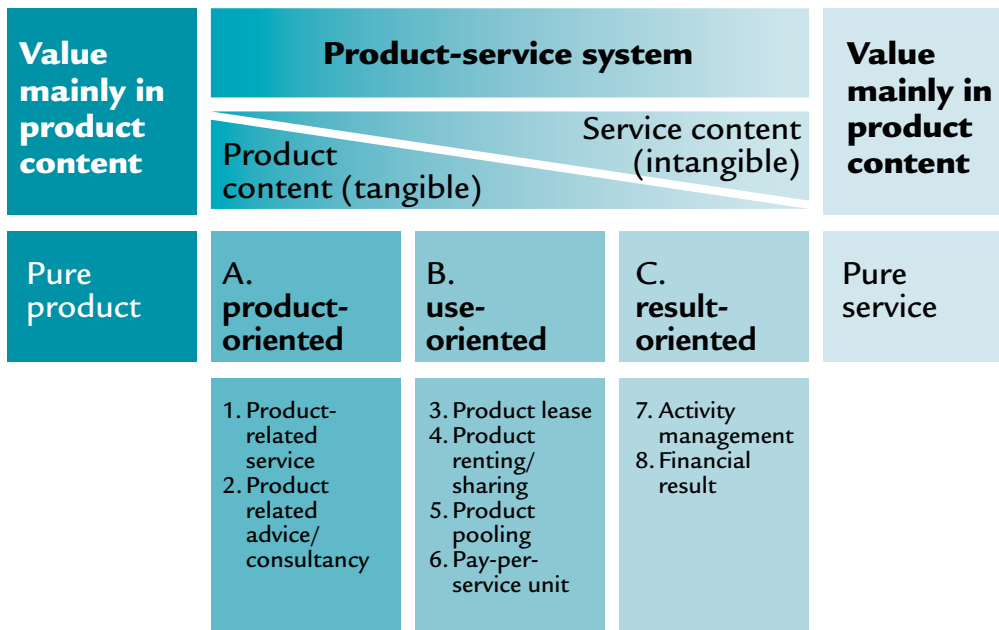 Value
mainly in
product
content
Product-service system
Product
content (tangible)
Service content
(intangible)
Value
mainly in
product
content
Pure
product
A.
product-
oriented
B.
use-
oriented
C.
result-
oriented
Pure
service
1. Product-
related
service
2. Product
related
advice/
consultancy
3. Product lease
4. Product
renting/
sharing
5. Product
pooling
6. Pay-per-
service unit
7. Activity
management
8. Financial
result